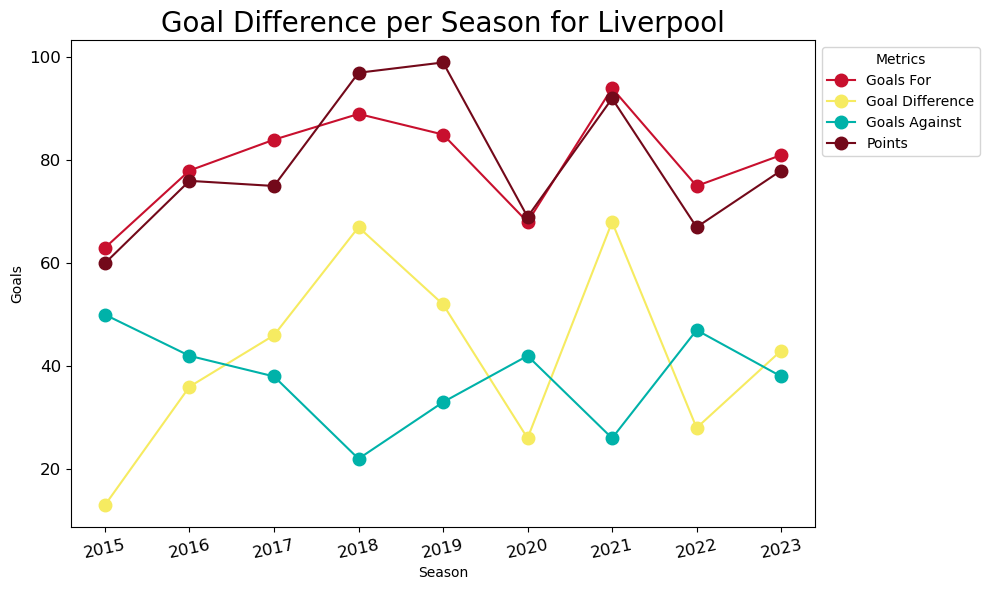 Goal Difference per Season for Liverpool
Metrics
Goals For
Goal Difference
Goals Against
Points
Goals
100
80
60
40
20
2015 2016 2017 2018 2019 2020 2021 2022 2023
Season